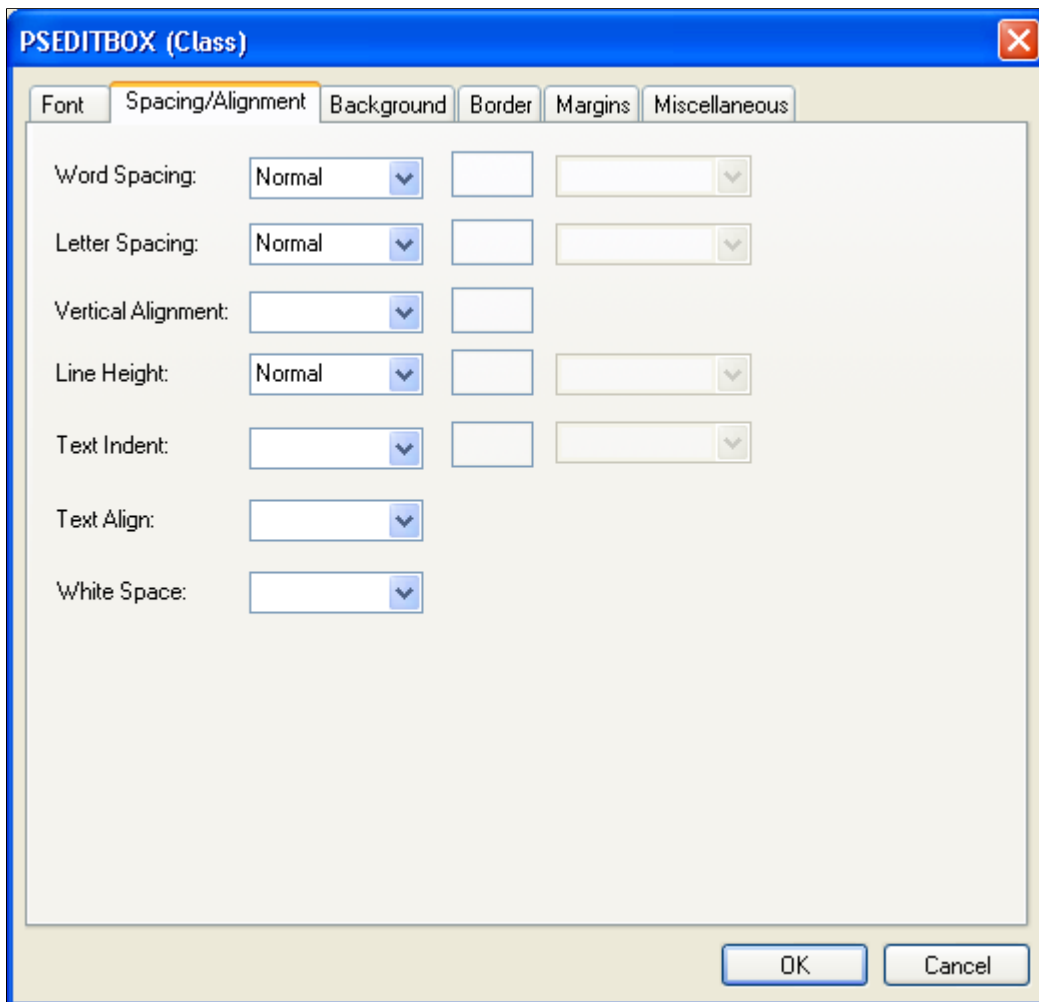 PSEDITBOX (Class)
Font Spacing/Alignment Background Border Margins Miscellaneous
Word Spacing: Normal
Letter Spacing: Normal
Vertical Alignment:
Line Height: Normal
Text Indent:
Text Align:
White Space:
OK Cancel